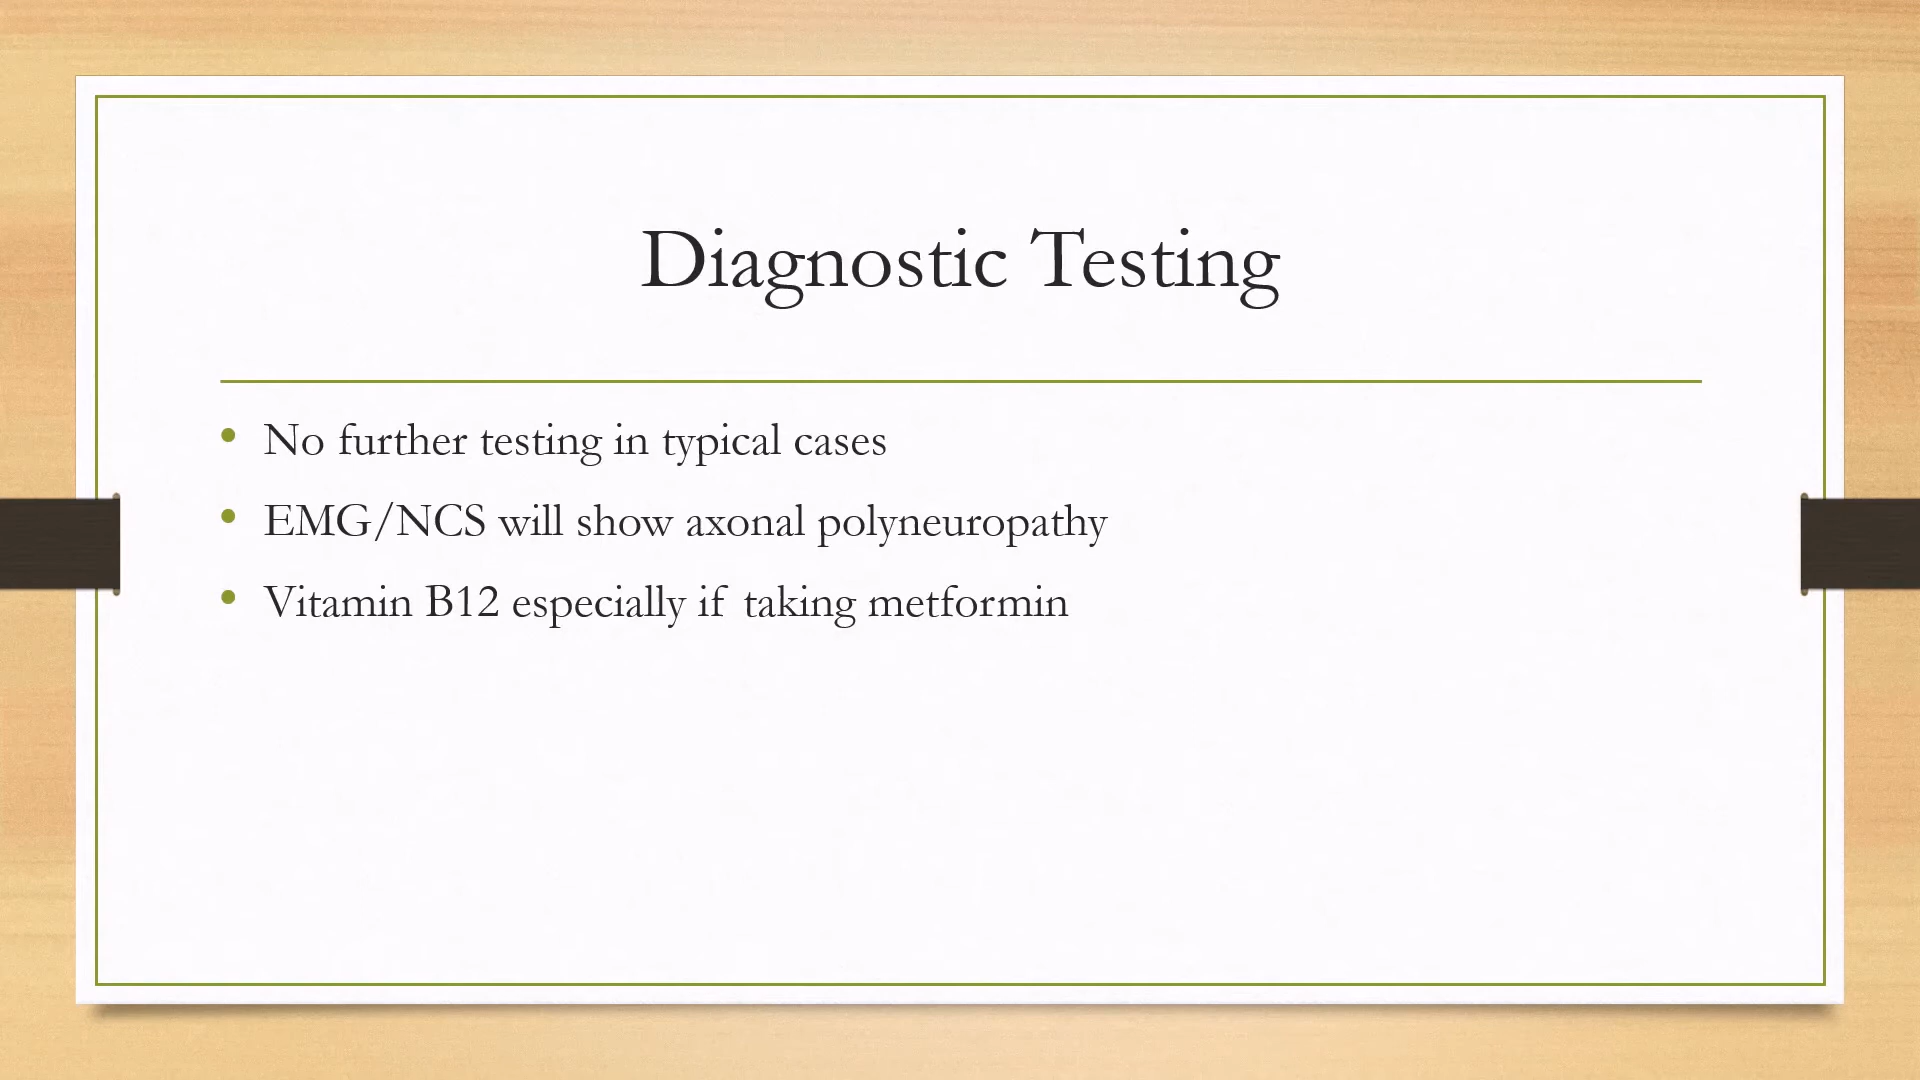 Diagnostic Testing
• No further testing in typical cases
• EMG/NCS will show axonal polyneuropathy
• Vitamin B12 especially if taking metformin